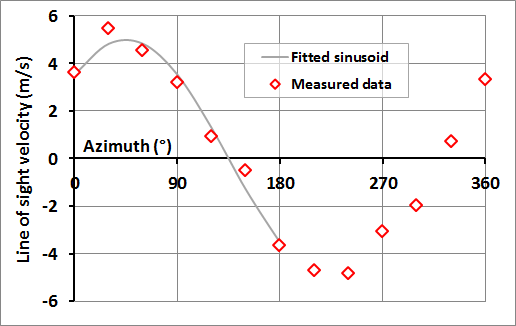 6
4
2
0
-2
-4
-6
Line of sight velocity (m/s)
Fitted sinusoid
Measured data
Azimuth (°)
0 90 180 270 360